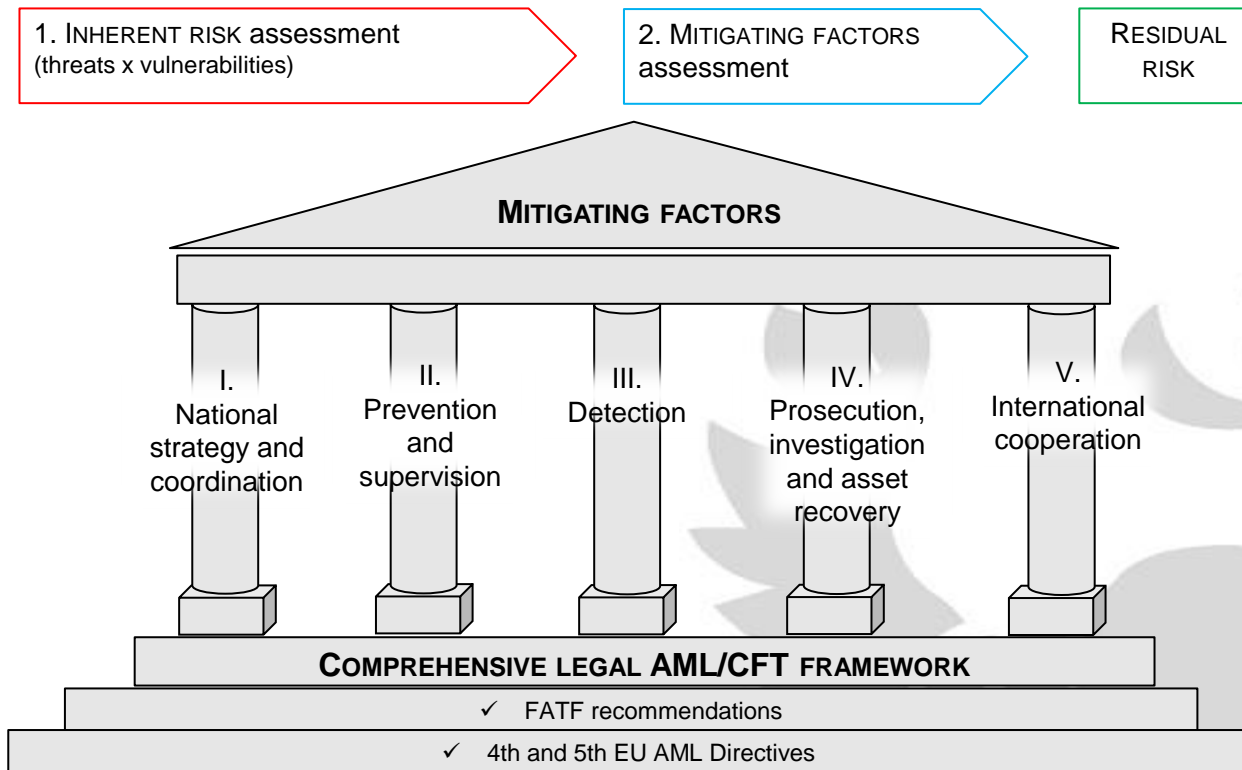 1. INHERENT RISK assessment
(threats x vulnerabilities)
2. MITIGATING FACTORS
assessment
RESIDUAL
RISK
MITIGATING FACTORS
I.
National
strategy and
coordination
II.
Prevention
and
supervision
III.
Detection
IV.
Prosecution,
investigation
and asset
recovery
V.
International
cooperation
COMPREHENSIVE LEGAL AML/CFT FRAMEWORK
✓ FATF recommendations
✓ 4th and 5th EU AML Directives